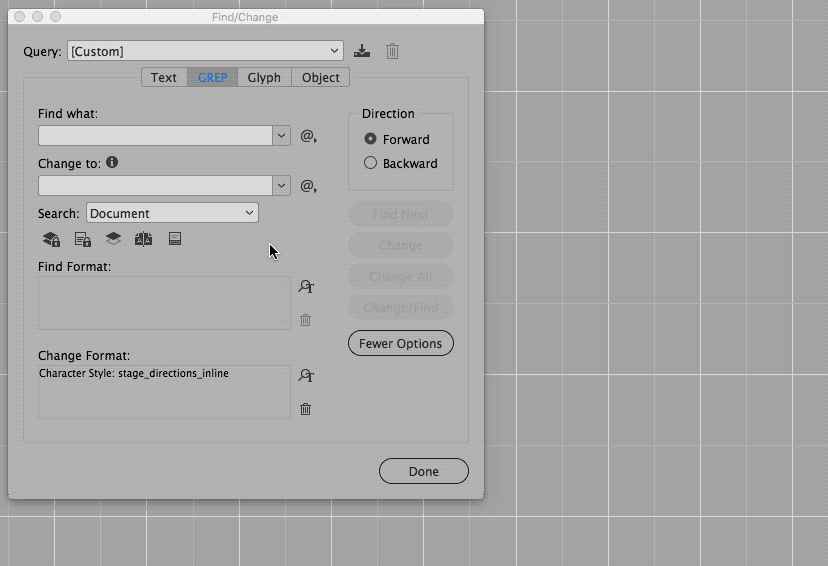 Find/Change
Query: [Custom]
Text GREP Glyph Object
Find what:
@
Change to:
@
Search: Document
Find Format:
Change Format:
Character Style: stage_directions_inline
Direction
Forward
Backward
Find Next
Change
Change All
Change/Find
Fewer Options
Done